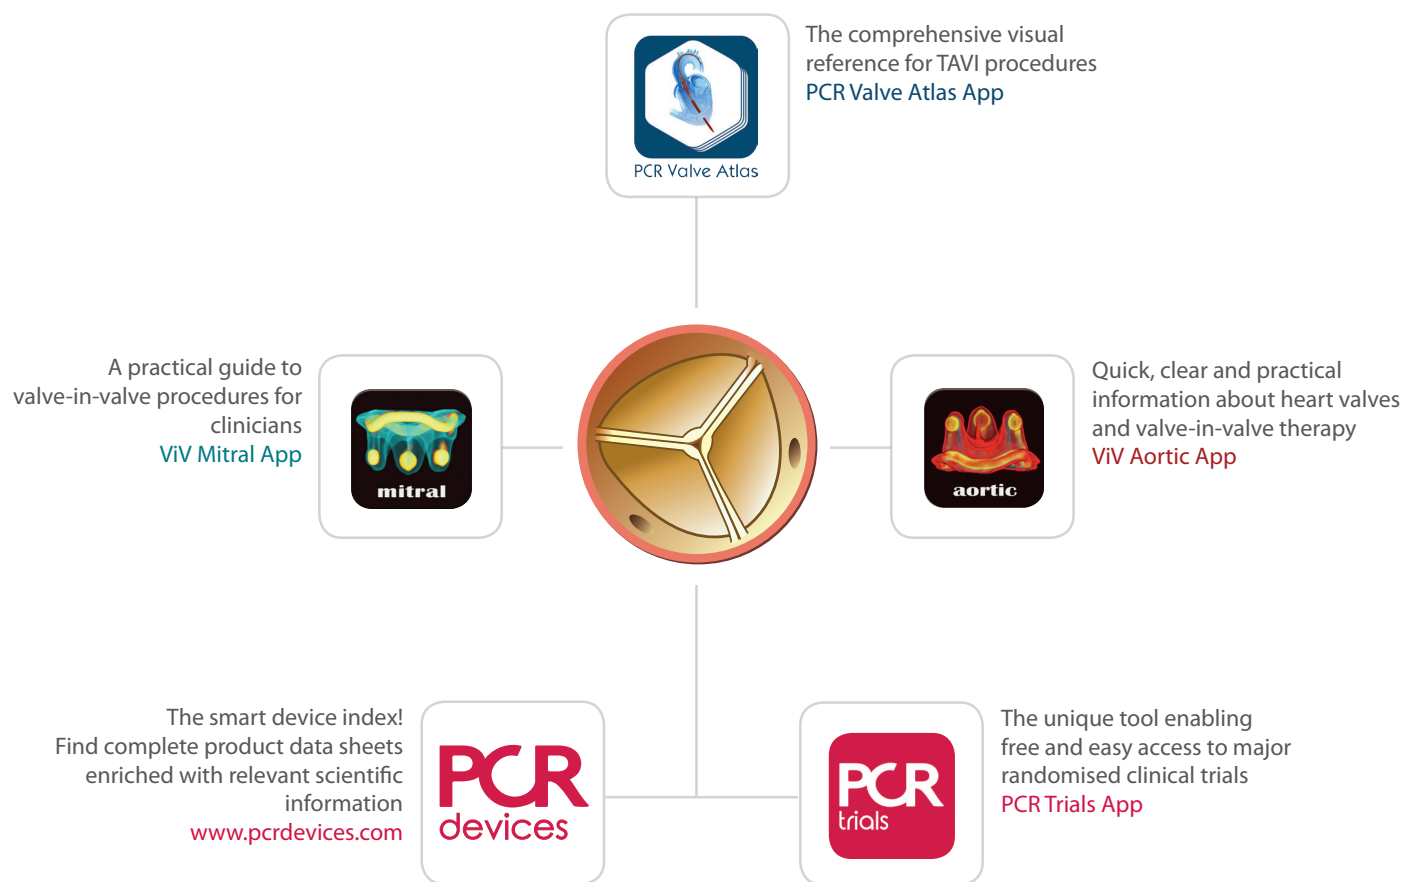 The comprehensive visual
reference for TAVI procedures
PCR Valve Atlas App
PCR Valve Atlas
A practical guide to
valve-in-valve procedures for
clinicians
ViV Mitral App
mitral
Quick, clear and practical
information about heart valves
and valve-in-valve therapy
ViV Aortic App
aortic
The smart device index!
Find complete product data sheets
enriched with relevant scientific
information
www.pcrdevices.com
PCR
devices
PCR
trials
The unique tool enabling
free and easy access to major
randomised clinical trials
PCR Trials App